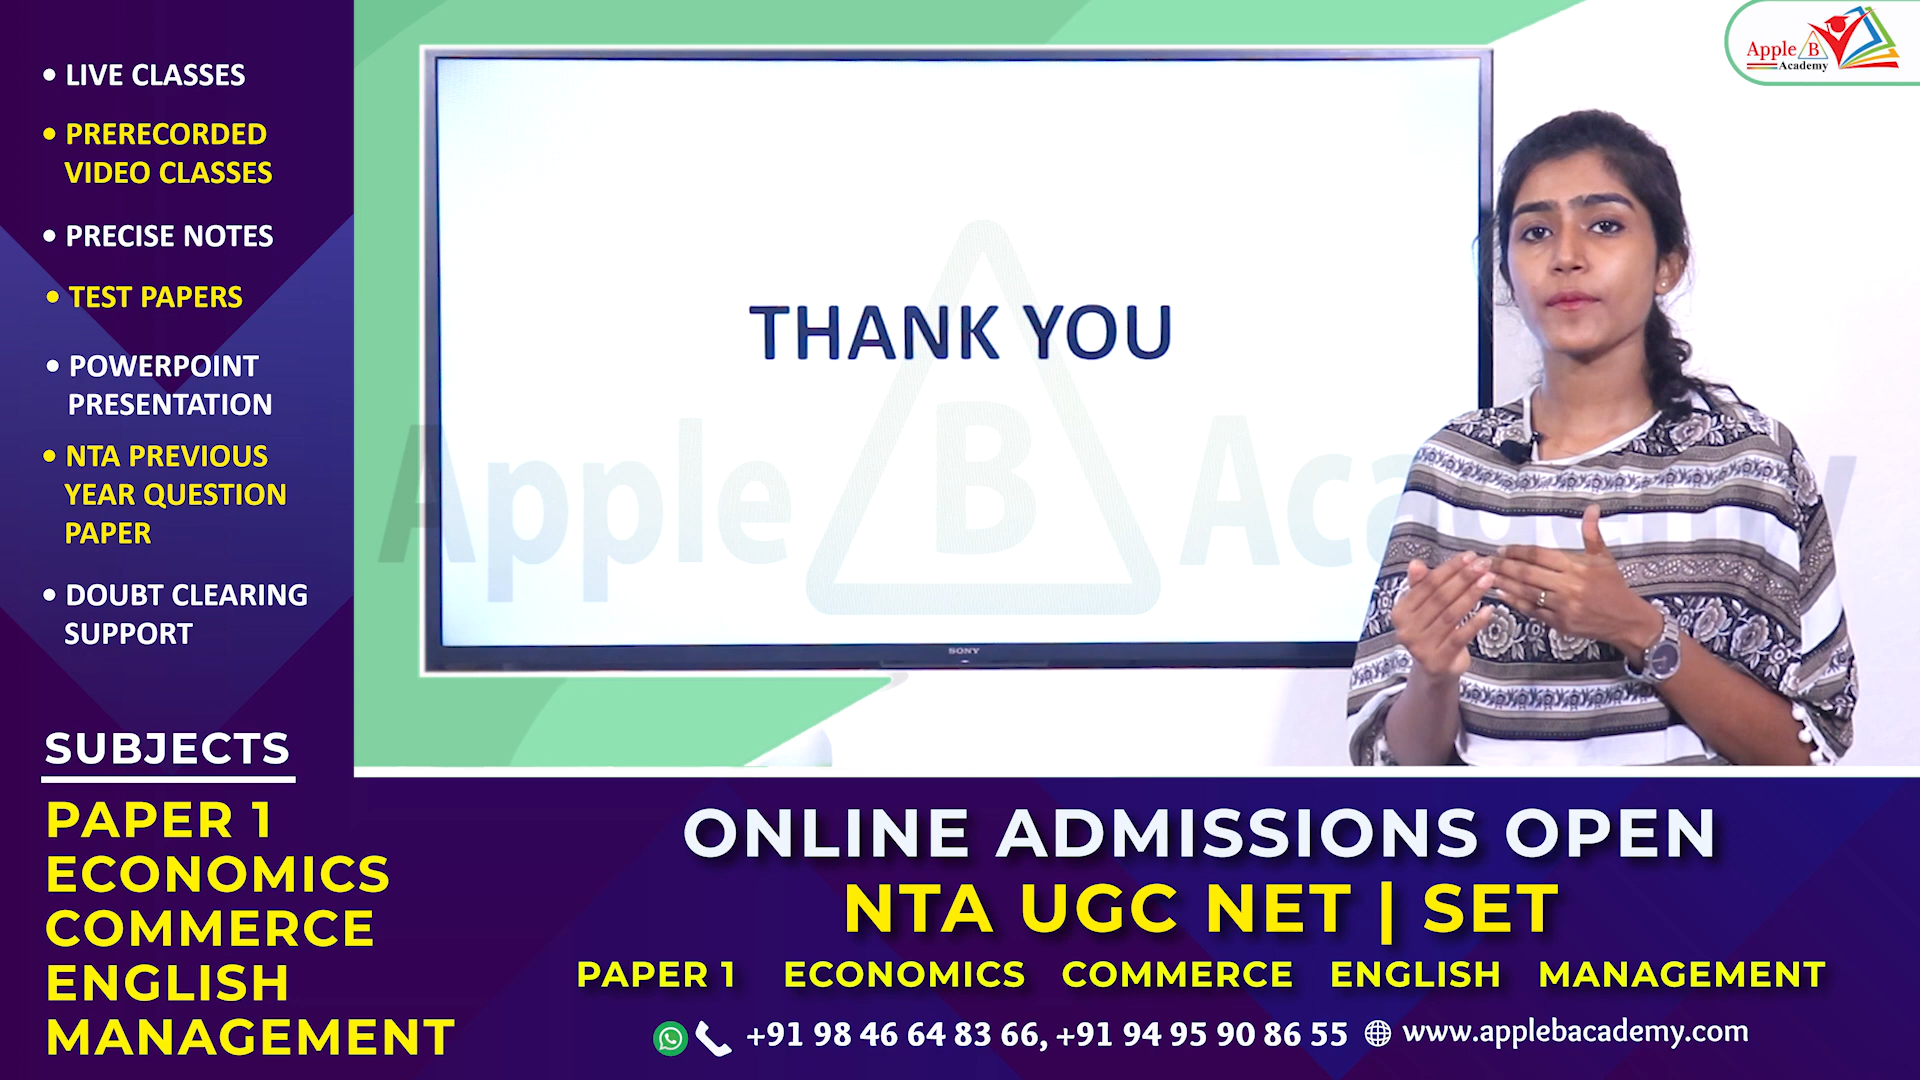 • LIVE CLASSES
• PRERECORDED
VIDEO CLASSES
• PRECISE NOTES
• TEST PAPERS
• POWERPOINT
PRESENTATION
• NTA PREVIOUS
YEAR QUESTION
PAPER
• DOUBT CLEARING
SUPPORT
SUBJECTS
PAPER 1
ECONOMICS
COMMERCE
ENGLISH
MANAGEMENT
Apple B
Academy
THANK YOU
Apple B Academy
SONY
ONLINE ADMISSIONS OPEN
NTA UGC NET | SET
PAPER 1 ECONOMICS COMMERCE ENGLISH MANAGEMENT
+91 98 46 64 83 66, +91 94 95 90 86 55 www.applebacademy.com